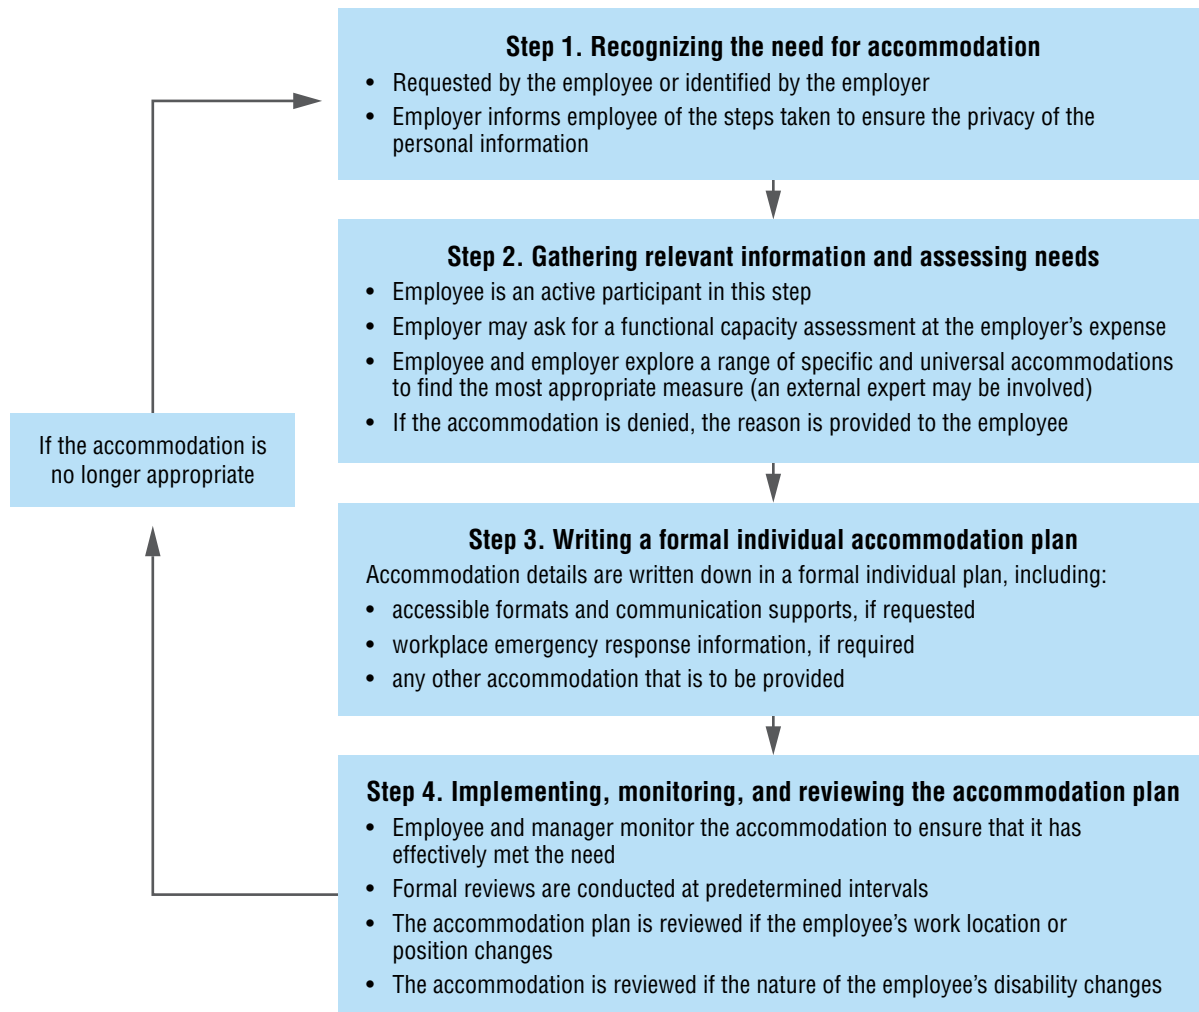 Step 1. Recognizing the need for accommodation
• Requested by the employee or identified by the employer
• Employer informs employee of the steps taken to ensure the privacy of the
personal information
Step 2. Gathering relevant information and assessing needs
• Employee is an active participant in this step
• Employer may ask for a functional capacity assessment at the employer’s expense
• Employee and employer explore a range of specific and universal accommodations
to find the most appropriate measure (an external expert may be involved)
• If the accommodation is denied, the reason is provided to the employee
Step 3. Writing a formal individual accommodation plan
Accommodation details are written down in a formal individual plan, including:
• accessible formats and communication supports, if requested
• workplace emergency response information, if required
• any other accommodation that is to be provided
Step 4. Implementing, monitoring, and reviewing the accommodation plan
• Employee and manager monitor the accommodation to ensure that it has
effectively met the need
• Formal reviews are conducted at predetermined intervals
• The accommodation plan is reviewed if the employee’s work location or
position changes
• The accommodation is reviewed if the nature of the employee’s disability changes
If the accommodation is
no longer appropriate